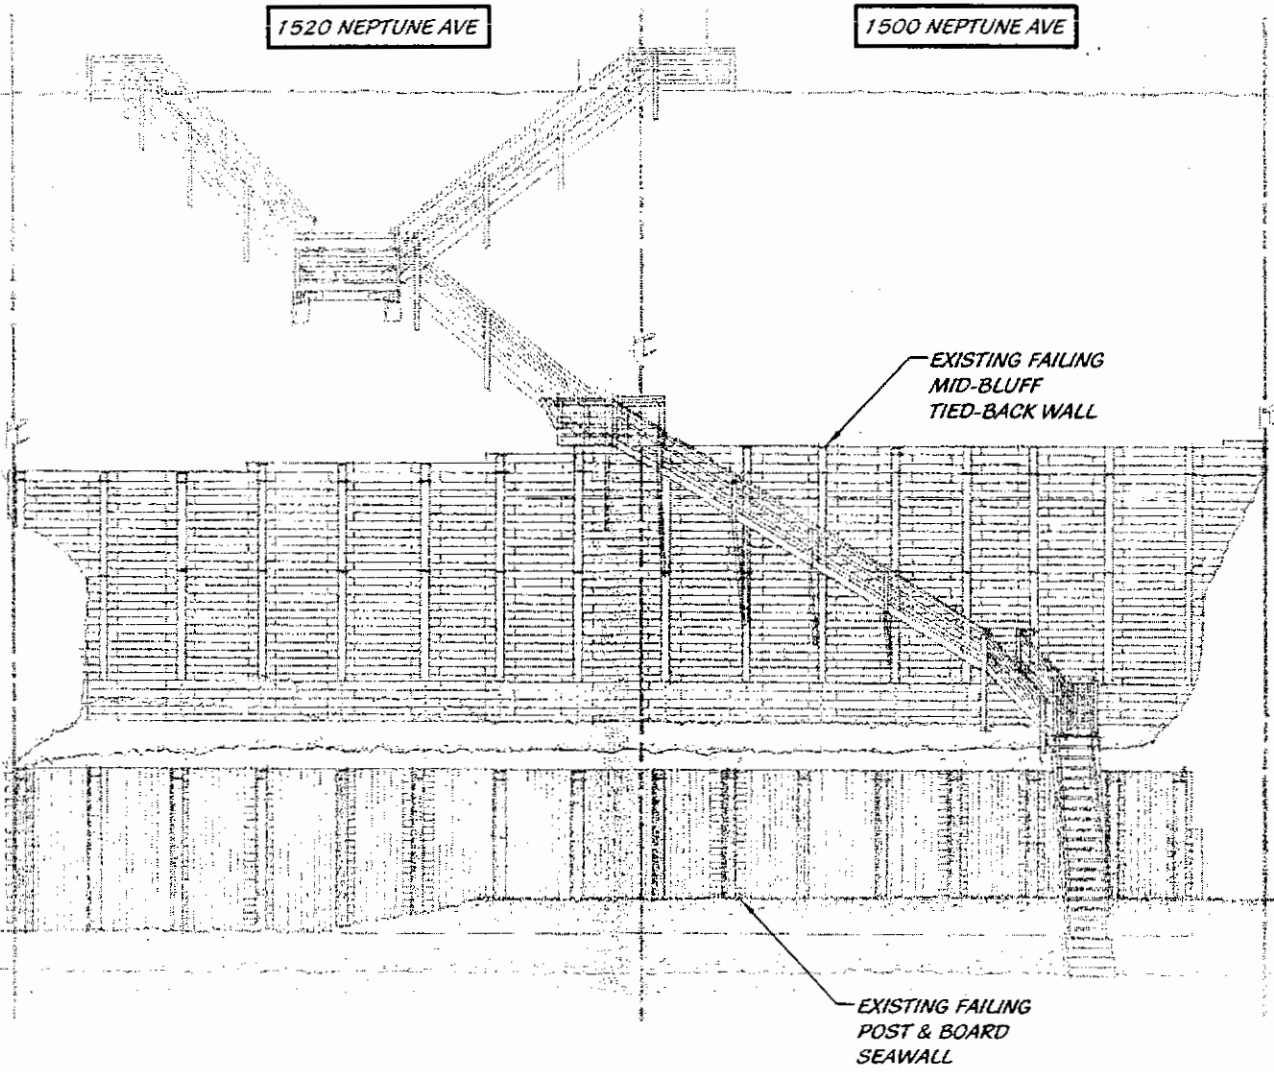 1520 NEPTUNE AVE
1500 NEPTUNE AVE
EXISTING FAILING
MID-BLUFF
TIED-BACK WALL
EXISTING FAILING
POST & BOARD
SEAWALL